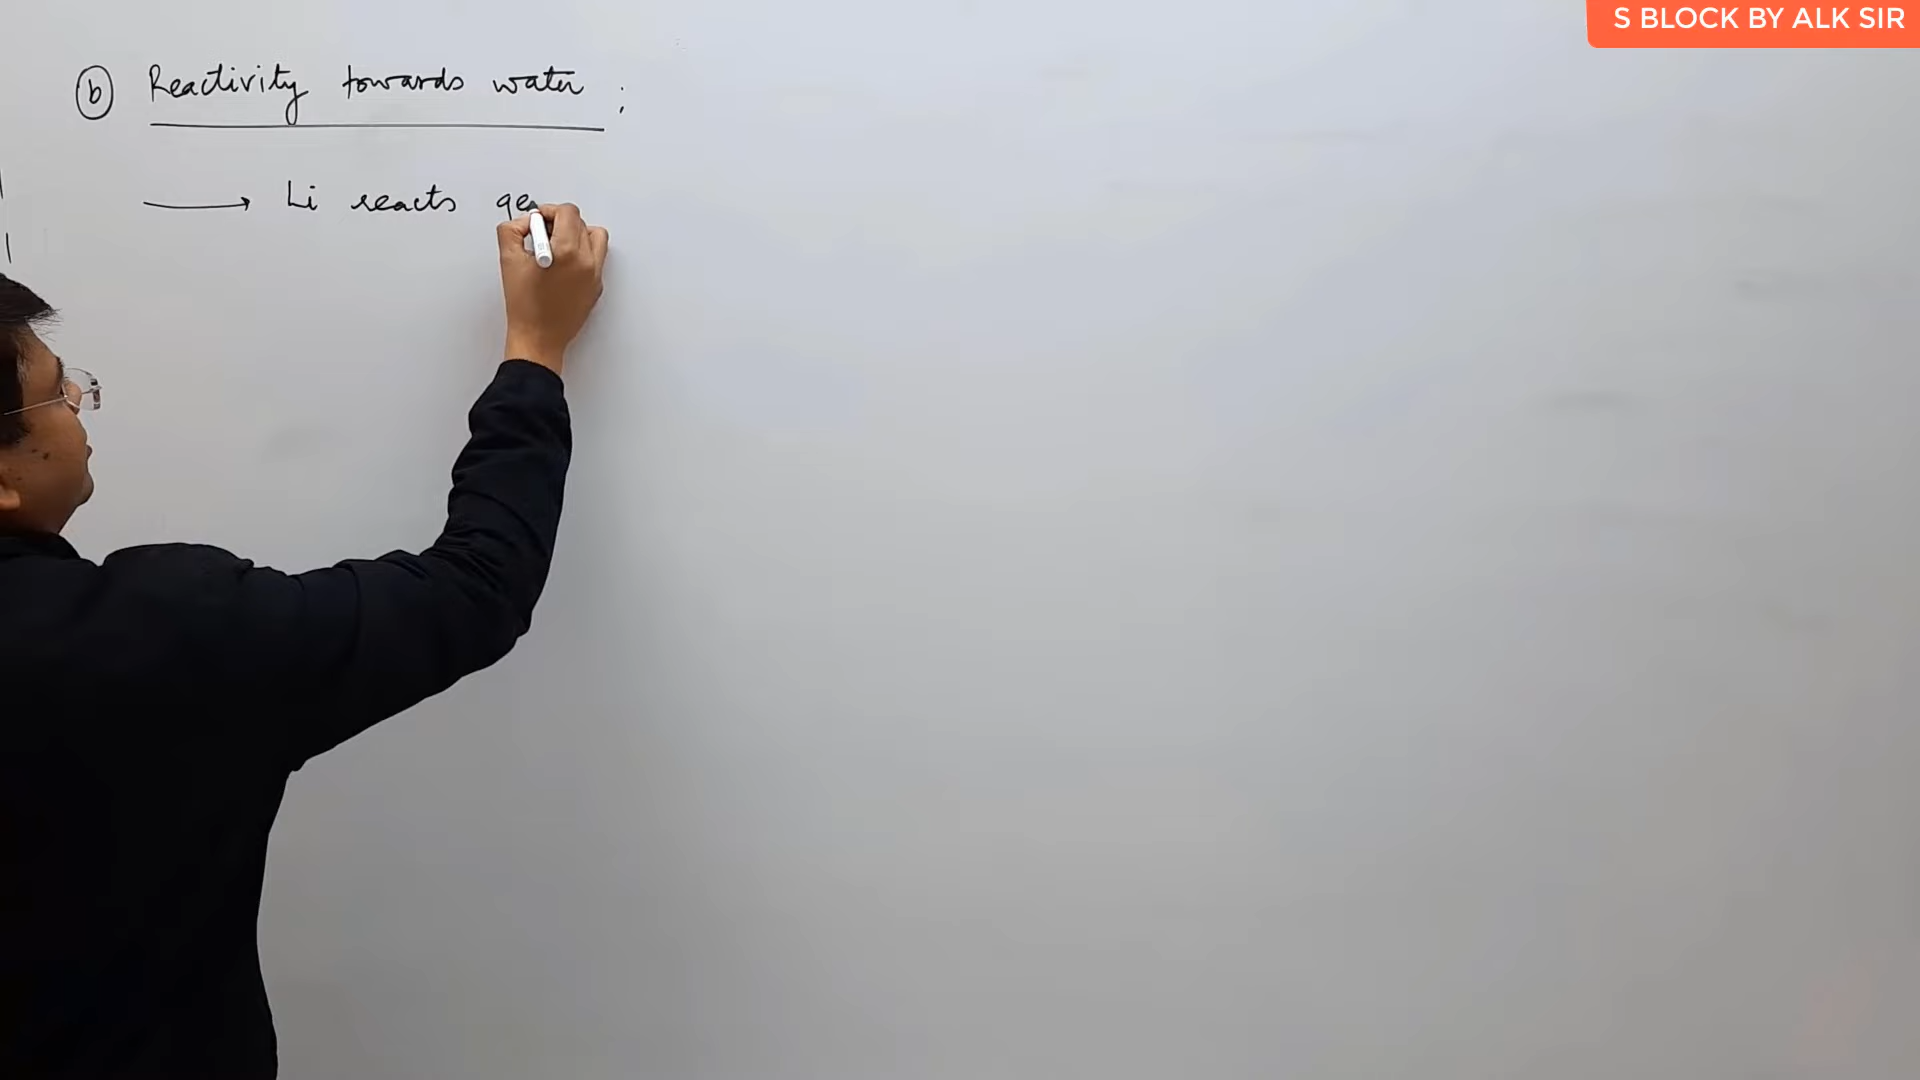 S BLOCK BY ALK SIR
(b) Reactivity towards water :
→ Li reacts ge